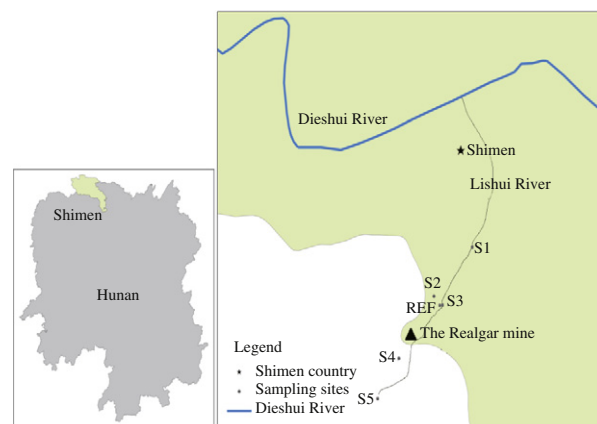 Shimen
Hunan
Dieshui River
Shimen
Lishui River
S1
S2
REF
S3
The Realgar mine
S4
S5
Legend
Shimen country
Sampling sites
Dieshui River